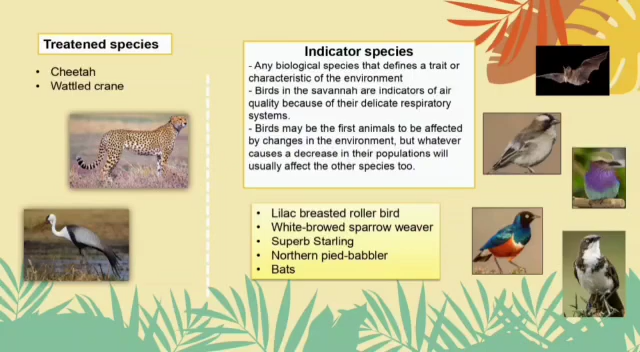 Treatened species
• Cheetah
• Wattled crane
Indicator species
- Any biological species that defines a trait or
characteristic of the environment
- Birds in the savannah are indicators of air
quality because of their delicate respiratory
systems.
- Birds may be the first animals to be affected
by changes in the environment, but whatever
causes a decrease in their populations will
usually affect the other species too.
• Lilac breasted roller bird
• White-browed sparrow weaver
• Superb Starling
• Northern pied-babbler
• Bats